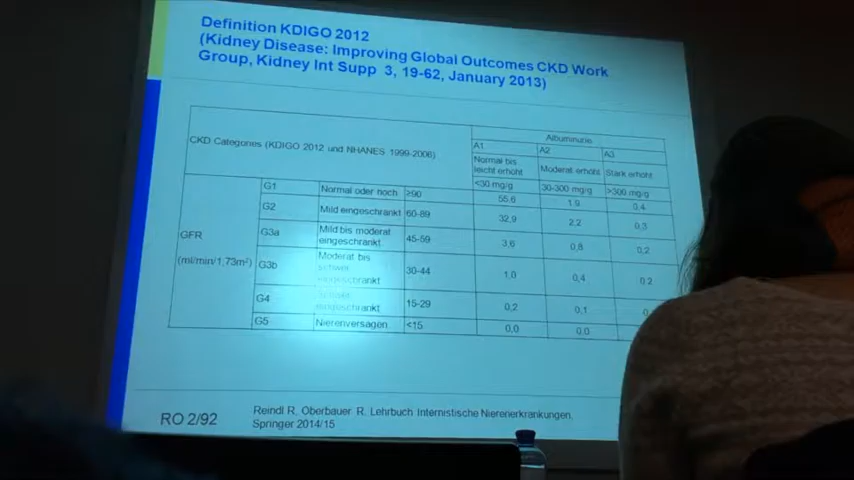 Definition KDIGO 2012
(Kidney Disease: Improving Global Outcomes CKD Work
Group, Kidney Int Supp 3, 19-62, January 2013)
Albuminurie
CKD Categories (KDIGO 2012 und NHANES 1999-2006)
A1 A2 A3
Normal bis leicht erhöht Moderat erhöht Stark erhöht
<30 mg/g 30-300 mg/g >300 mg/g
GFR
(ml/min/1,73m²)
G1 Normal oder hoch ≥90 55,6 1,9 0,4
G2 Mild eingeschränkt 60-89 32,9 2,2 0,3
G3a Mild bis moderat eingeschränkt 45-59 3,6 0,8 0,2
G3b Moderat bis eingeschränkt 30-44 1,0 0,4 0,2
G4 eingeschränkt 15-29 0,2 0,1
G5 Nierenversagen <15 0,0 0,0
RO 2/92
Reindl R, Oberbauer R. Lehrbuch Internistische Nierenerkrankungen,
Springer 2014/15